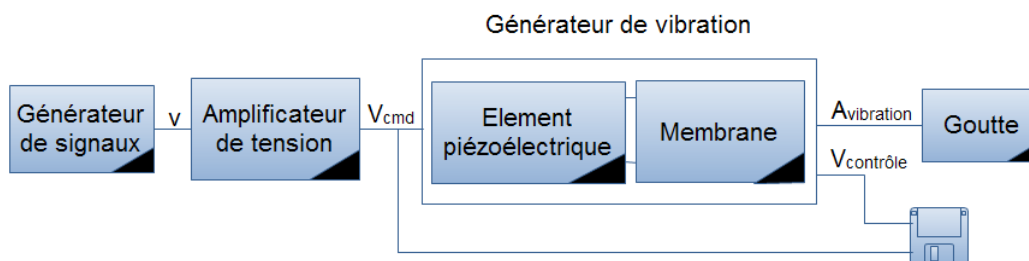 Générateur de vibration
Générateur
de signaux
v
Amplificateur
de tension
Vcmd
Element
piézoélectrique
Membrane
Avibration
Vcontrôle
Goutte